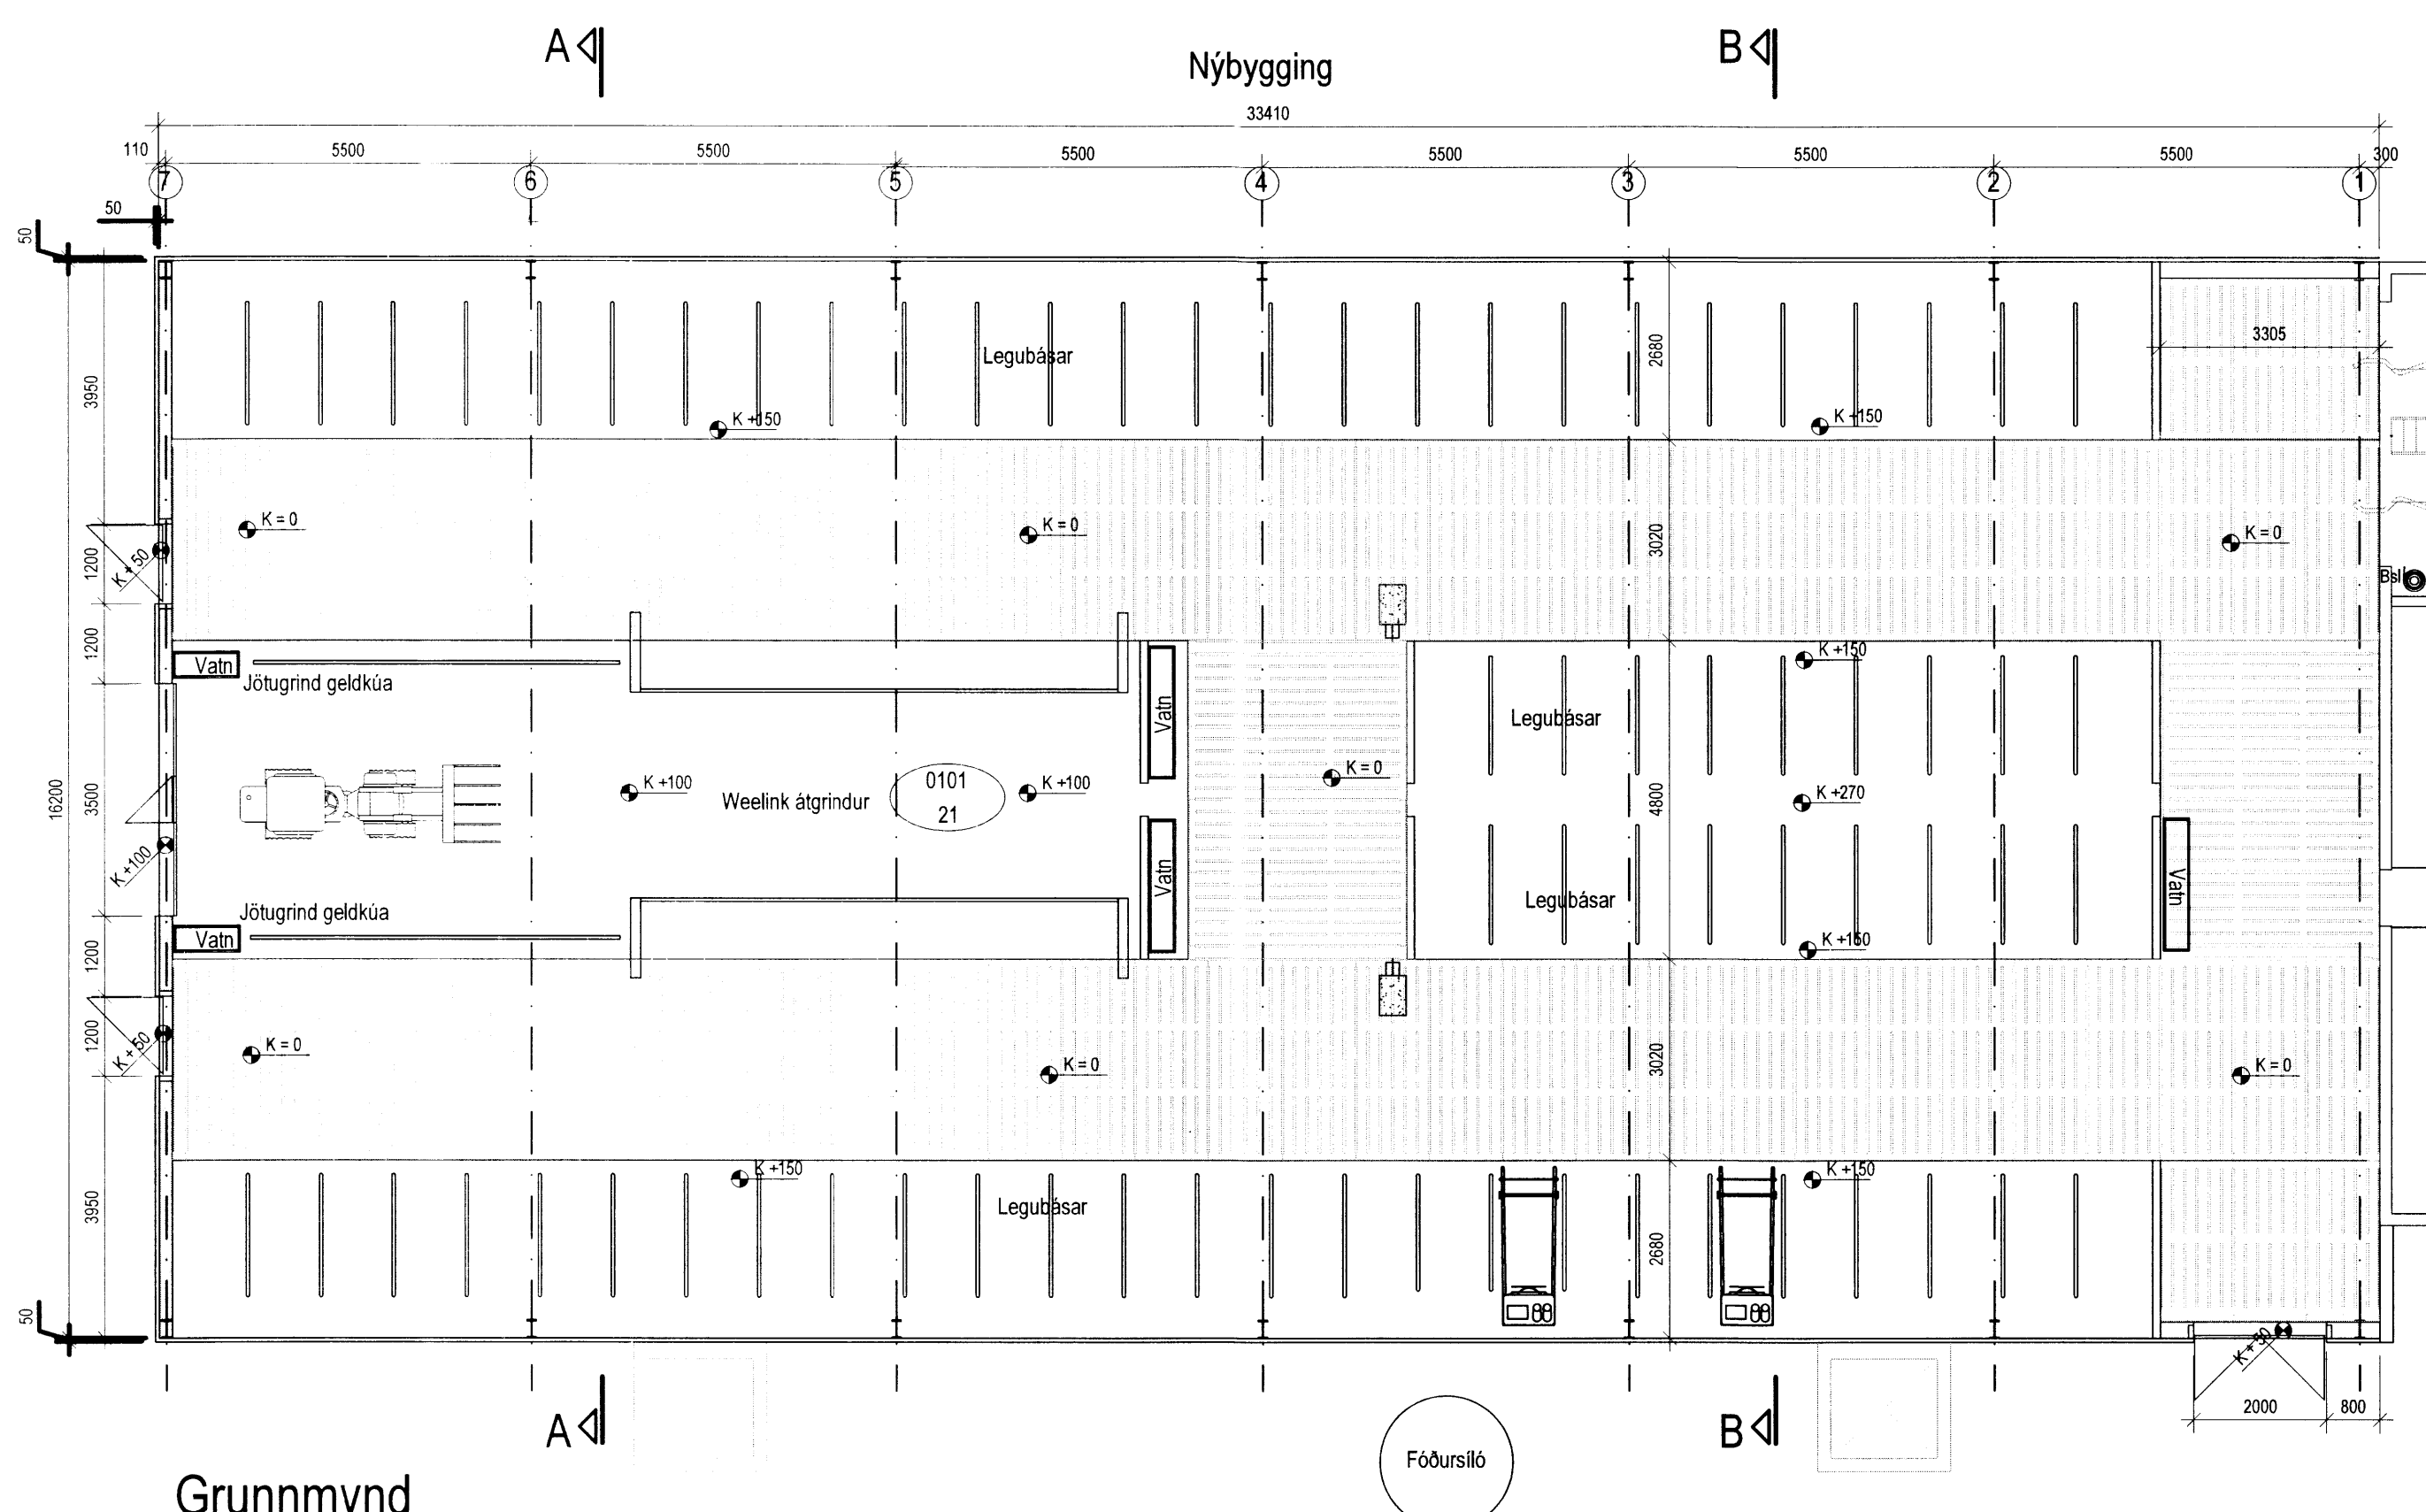 A
B
Nýbygging
33410
110
5500
5500
5500
5500
5500
5500
300
7
6
5
4
3
2
1
50
50
3305
3950
Legubásar
2680
K +150
K +150
K = 0
K = 0
K = 0
K + 50
1200
3020
Bsl
1200
Vatn
Jötugrind geldkúa
K +150
Vatn
Legubásar
16200
3500
K +100
Weelink átgrindur
0101
21
K +100
K = 0
K +270
4800
K +100
Vatn
Vatn
Legubásar
Jötugrind geldkúa
Vatn
1200
K +150
1200
K + 50
K = 0
K = 0
3020
K = 0
K +150
K +150
3950
Legubásar
2680
50
K + 50
2000
800
A
B
Fóðursíló
Grunnmynd